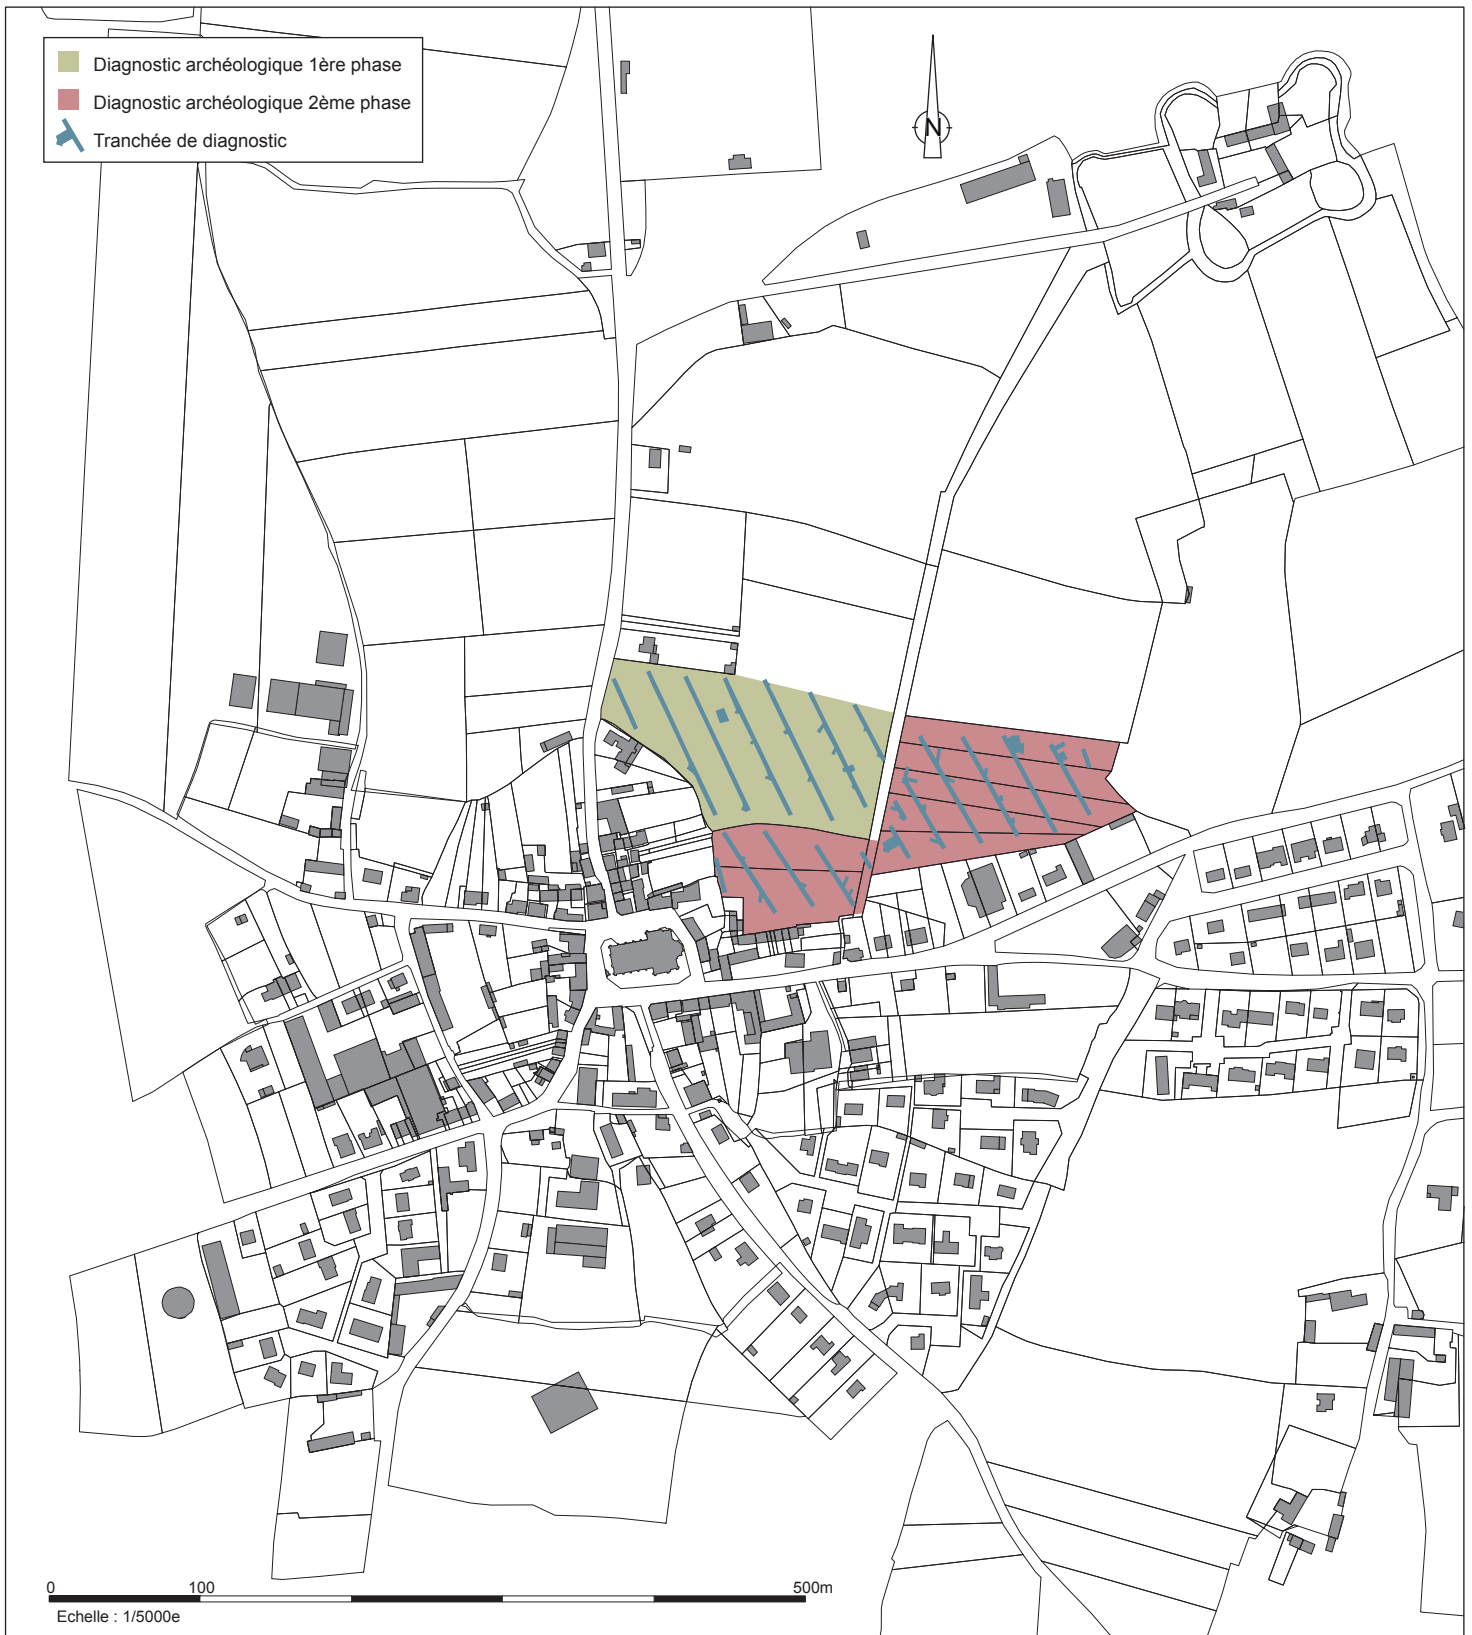 Diagnostic archéologique 1ère phase
Diagnostic archéologique 2ème phase
Tranchée de diagnostic
N
0 100 500m
Echelle : 1/5000e